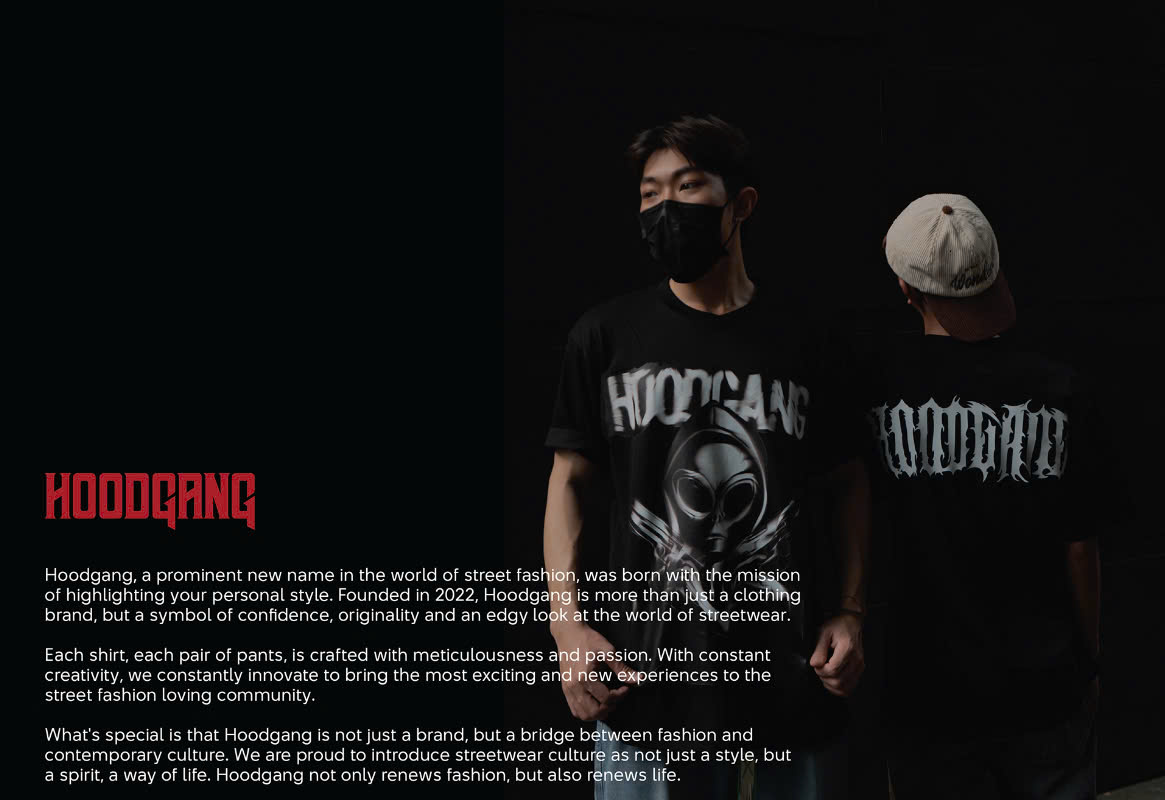 HOODGANG
HOODGANG
HOODGANG
Hoodgang, a prominent new name in the world of street fashion, was born with the mission
of highlighting your personal style. Founded in 2022, Hoodgang is more than just a clothing
brand, but a symbol of confidence, originality and an edgy look at the world of streetwear.
Each shirt, each pair of pants, is crafted with meticulousness and passion. With constant
creativity, we constantly innovate to bring the most exciting and new experiences to the
street fashion loving community.
What's special is that Hoodgang is not just a brand, but a bridge between fashion and
contemporary culture. We are proud to introduce streetwear culture as not just a style, but
a spirit, a way of life. Hoodgang not only renews fashion, but also renews life.